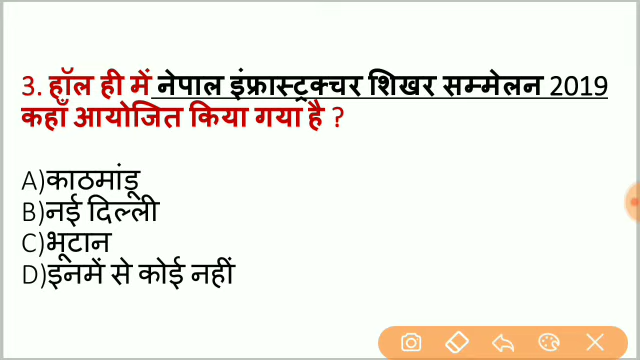 3. हॉल ही में नेपाल इंफ्रास्ट्रक्चर शिखर सम्मेलन 2019
कहाँ आयोजित किया गया है ?
A)काठमांडू
B)नई दिल्ली
C)भूटान
D)इनमें से कोई नहीं